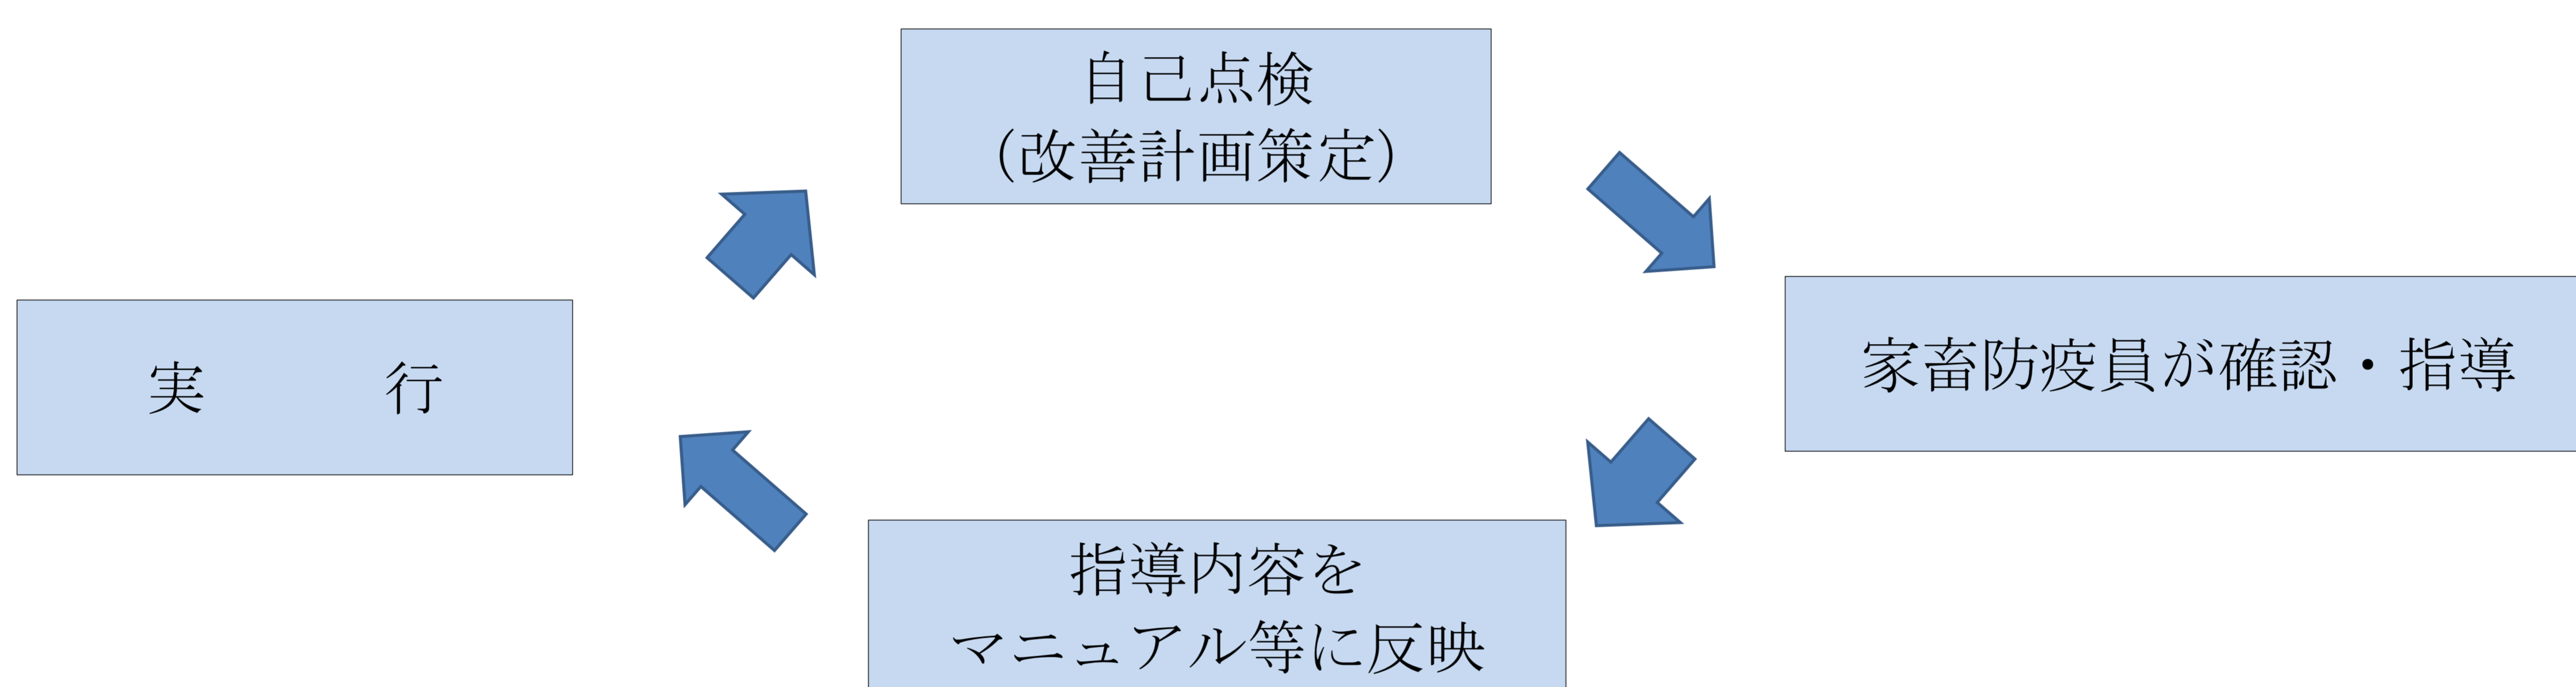 自己点検
（改善計画策定）
家畜防疫員が確認・指導
実　　　行
指導内容を
マニュアル等に反映